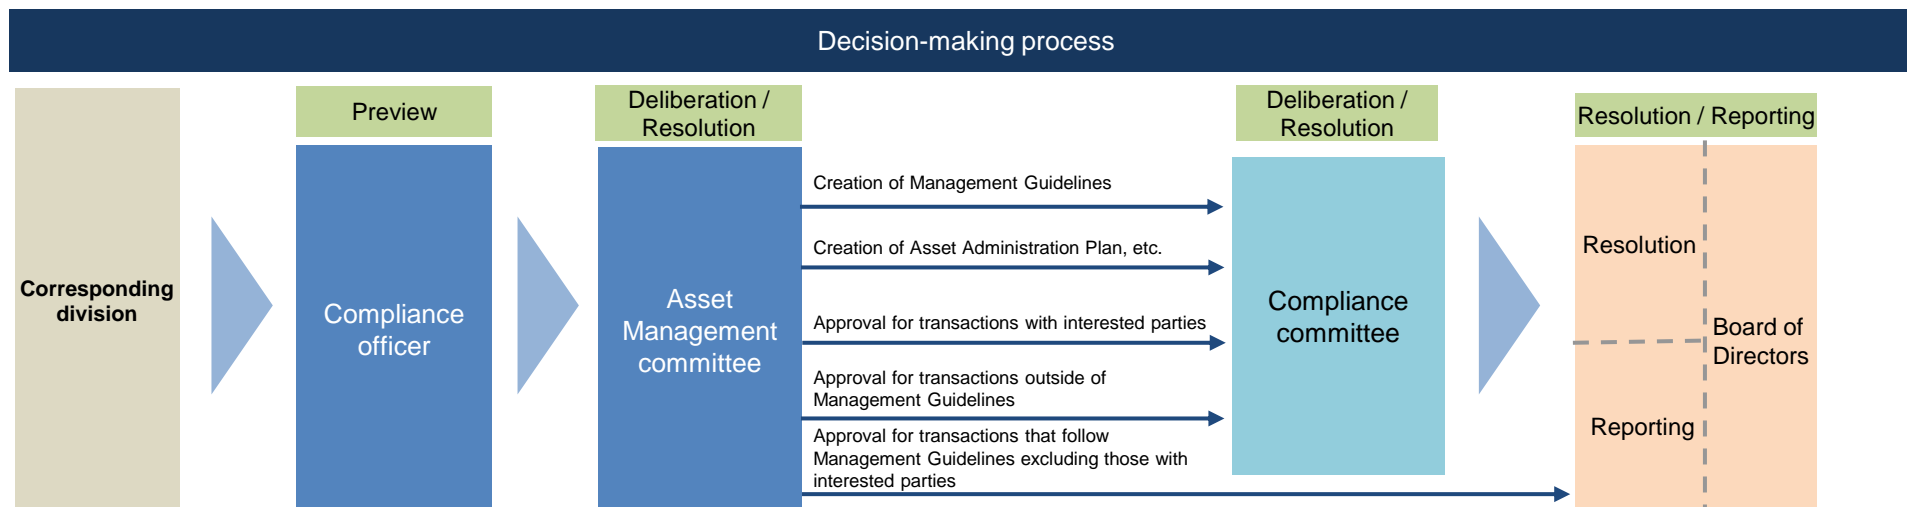 Decision-making process
Corresponding
division
Preview
Compliance
officer
Deliberation /
Resolution
Asset
Management
committee
Creation of Management Guidelines
Creation of Asset Administration Plan, etc.
Approval for transactions with interested parties
Approval for transactions outside of
Management Guidelines
Approval for transactions that follow
Management Guidelines excluding those with
interested parties
Deliberation /
Resolution
Compliance
committee
Resolution / Reporting
Resolution
Reporting
Board of
Directors